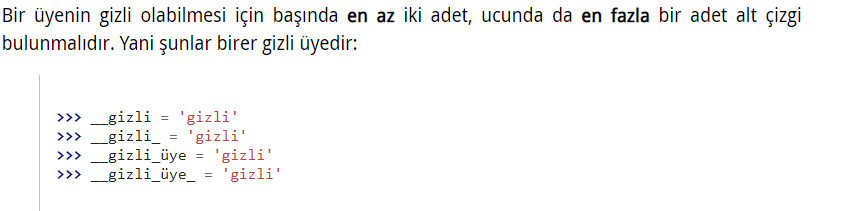 Bir üyenin gizli olabilmesi için başında en az iki adet, ucunda da en fazla bir adet alt çizgi
bulunmalıdır. Yani şunlar birer gizli üyedir:
>>> __gizli = 'gizli'
>>> __gizli_ = 'gizli'
>>> __gizli_üye = 'gizli'
>>> __gizli_üye_ = 'gizli'